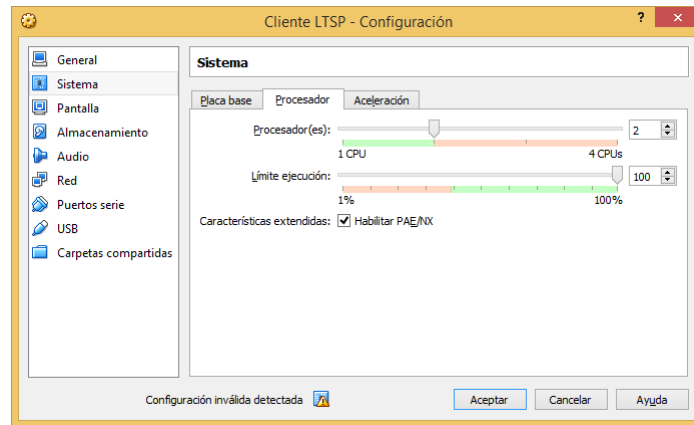 Cliente LTSP - Configuración
?
×
General
Sistema
Pantalla
Almacenamiento
Audio
Red
Puertos serie
USB
Carpetas compartidas
Sistema
Placa base Procesador Aceleración
Procesador(es): 2
1 CPU 4 CPUs
Límite ejecución: 100
1% 100%
Características extendidas: Habilitar PAE/NX
Configuración inválida detectada Aceptar Cancelar Ayuda